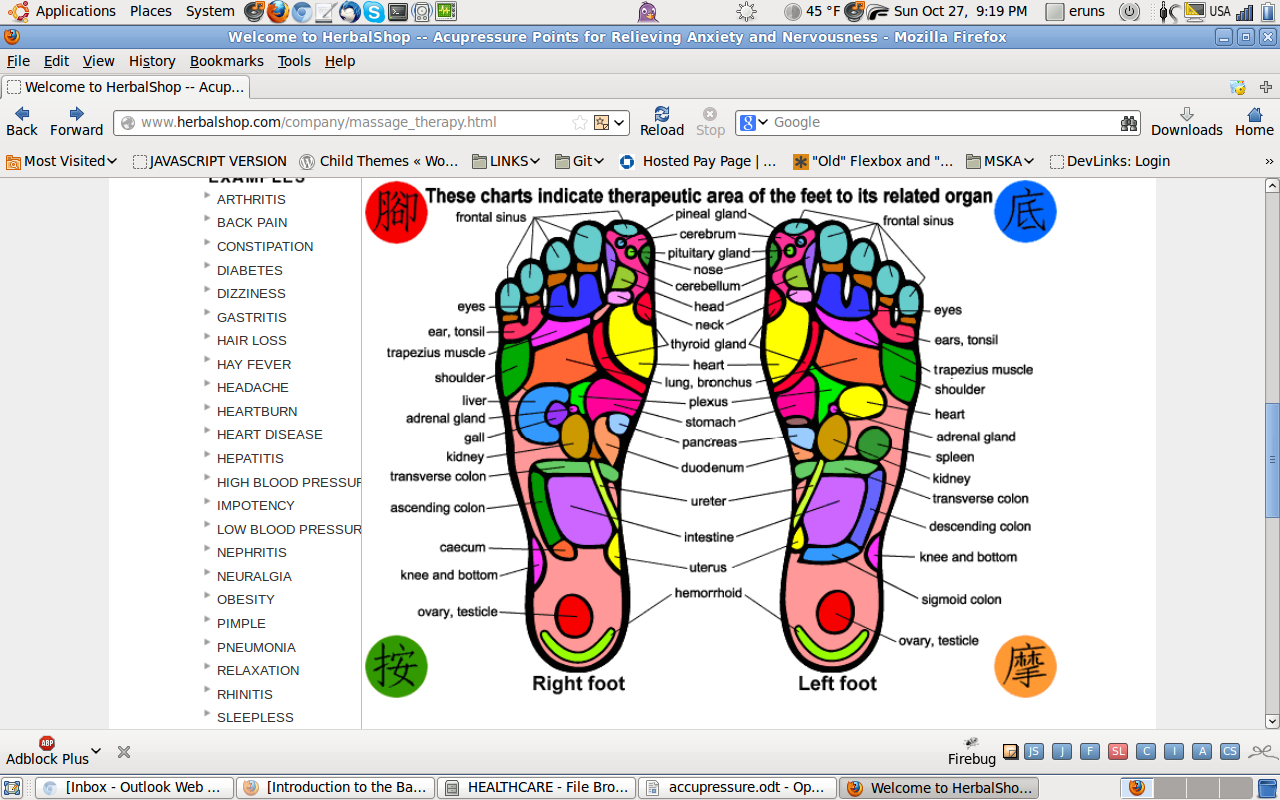 Applications Places System 45 °F Sun Oct 27, 9:19 PM eruns USA
Welcome to HerbalShop -- Acupressure Points for Relieving Anxiety and Nervousness - Mozilla Firefox
File Edit View History Bookmarks Tools Help
Welcome to HerbalShop -- Acup...
Back Forward www.herbalshop.com/company/massage_therapy.html Reload Stop Google Downloads Home
Most Visited JAVASCRIPT VERSION Child Themes « Wo... LINKS Git Hosted Pay Page | ... "Old" Flexbox and "... MSKA DevLinks: Login »
EXAMPLES
ARTHRITIS
BACK PAIN
CONSTIPATION
DIABETES
DIZZINESS
GASTRITIS
HAIR LOSS
HAY FEVER
HEADACHE
HEARTBURN
HEART DISEASE
HEPATITIS
HIGH BLOOD PRESSUR
IMPOTENCY
LOW BLOOD PRESSUR
NEPHRITIS
NEURALGIA
OBESITY
PIMPLE
PNEUMONIA
RELAXATION
RHINITIS
SLEEPLESS
These charts indicate therapeutic area of the feet to its related organ
腳
底
frontal sinus
eyes
ear, tonsil
trapezius muscle
shoulder
liver
adrenal gland
gall
kidney
transverse colon
ascending colon
caecum
knee and bottom
ovary, testicle
pineal gland
cerebrum
pituitary gland
nose
cerebellum
head
neck
thyroid gland
heart
lung, bronchus
plexus
stomach
pancreas
duodenum
ureter
intestine
uterus
hemorrhoid
frontal sinus
eyes
ears, tonsil
trapezius muscle
shoulder
heart
adrenal gland
spleen
kidney
transverse colon
descending colon
knee and bottom
sigmoid colon
ovary, testicle
按
摩
Right foot Left foot
ABP
Adblock Plus Firebug JS J F SL C I A CS
[Inbox - Outlook Web ... [Introduction to the Ba... HEALTHCARE - File Bro... accupressure.odt - Op... Welcome to HerbalSho...